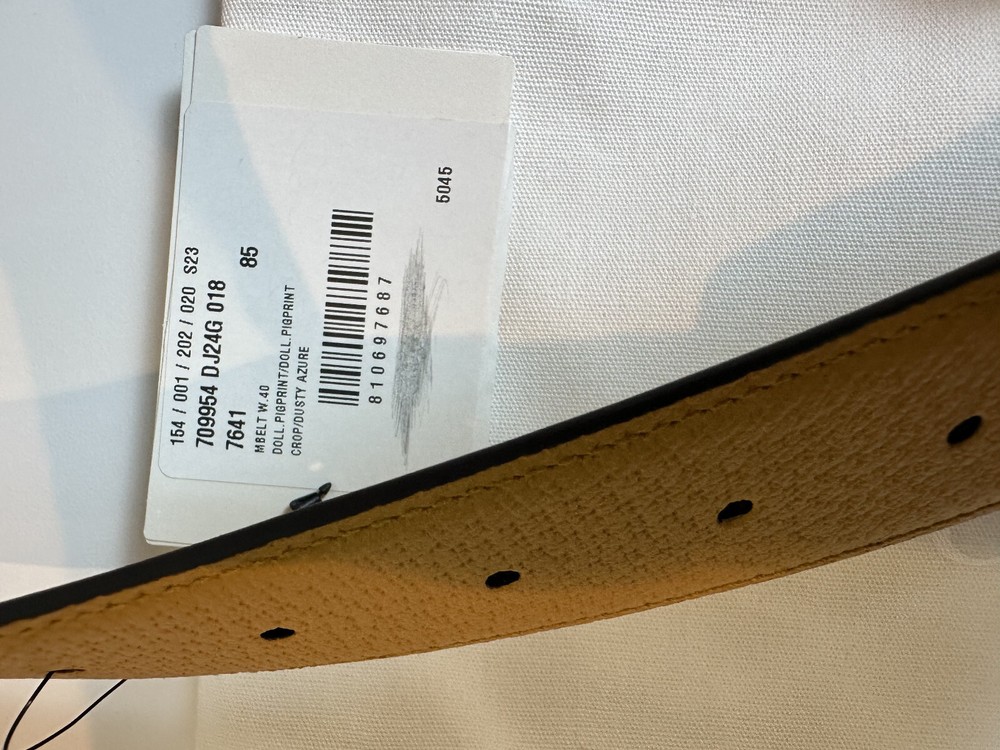 154 / 001 / 202 / 020 S23
709954 DJ24G 018
7641 85
MBELT W.40
DOLL.PIGPRINT/DOLL.PIGPRINT
CROP/DUSTY AZURE
810697687
5045